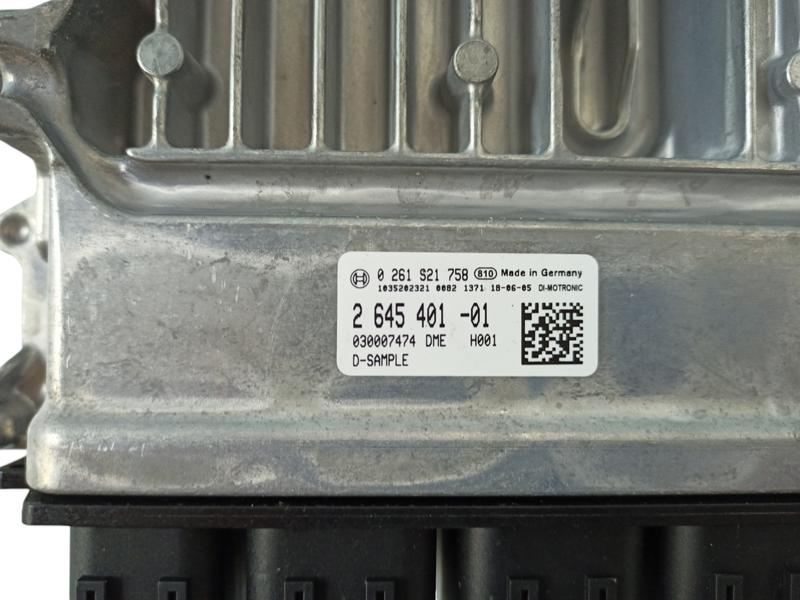 0 261 S21 758 810 Made in Germany
1035202321 0082 1371 18-06-05 DI-MOTRONIC
2 645 401 -01
030007474 DME H001
D-SAMPLE